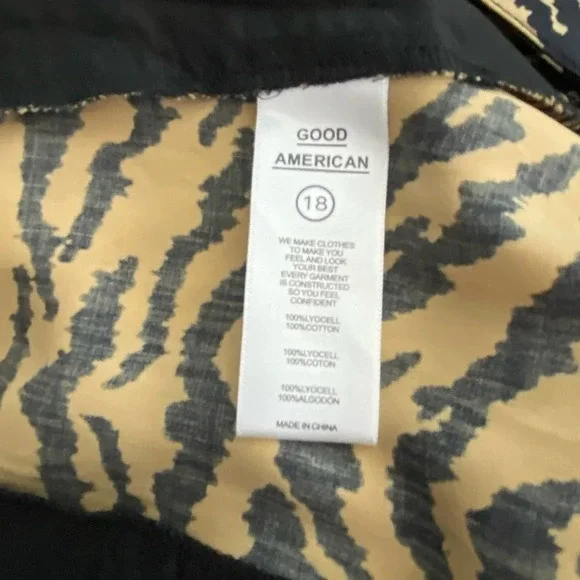 GOOD
AMERICAN
18
WE MAKE CLOTHES
TO MAKE YOU
FEEL AND LOOK
YOUR BEST
EVERY GARMENT
IS CONSTRUCTED
SO YOU FEEL
CONFIDENT
100%LYOCELL
100%COTTON
100%LYOCELL
100%COTON
100%LYOCELL
100%ALGODÓN
MADE IN CHINA